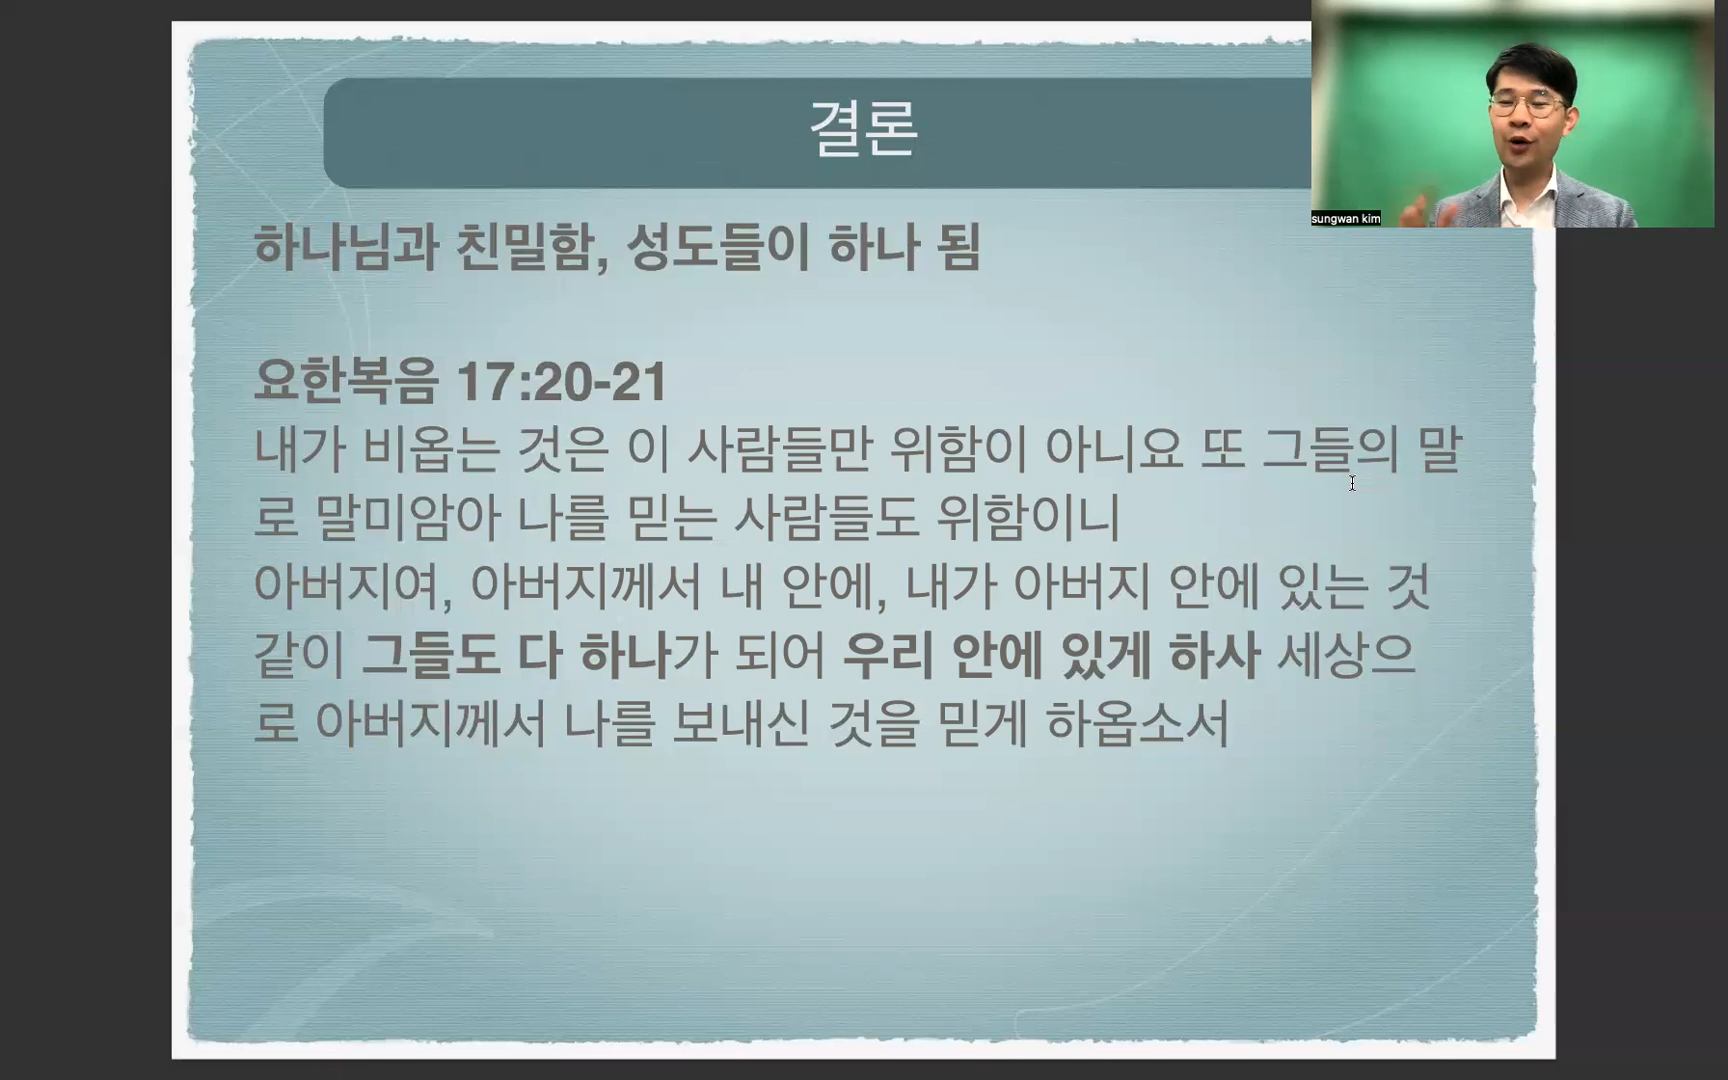 결론
sungwan kim
하나님과 친밀함, 성도들이 하나 됨
요한복음 17:20-21
내가 비옵는 것은 이 사람들만 위함이 아니요 또 그들의 말
로 말미암아 나를 믿는 사람들도 위함이니
아버지여, 아버지께서 내 안에, 내가 아버지 안에 있는 것
같이 그들도 다 하나가 되어 우리 안에 있게 하사 세상으
로 아버지께서 나를 보내신 것을 믿게 하옵소서